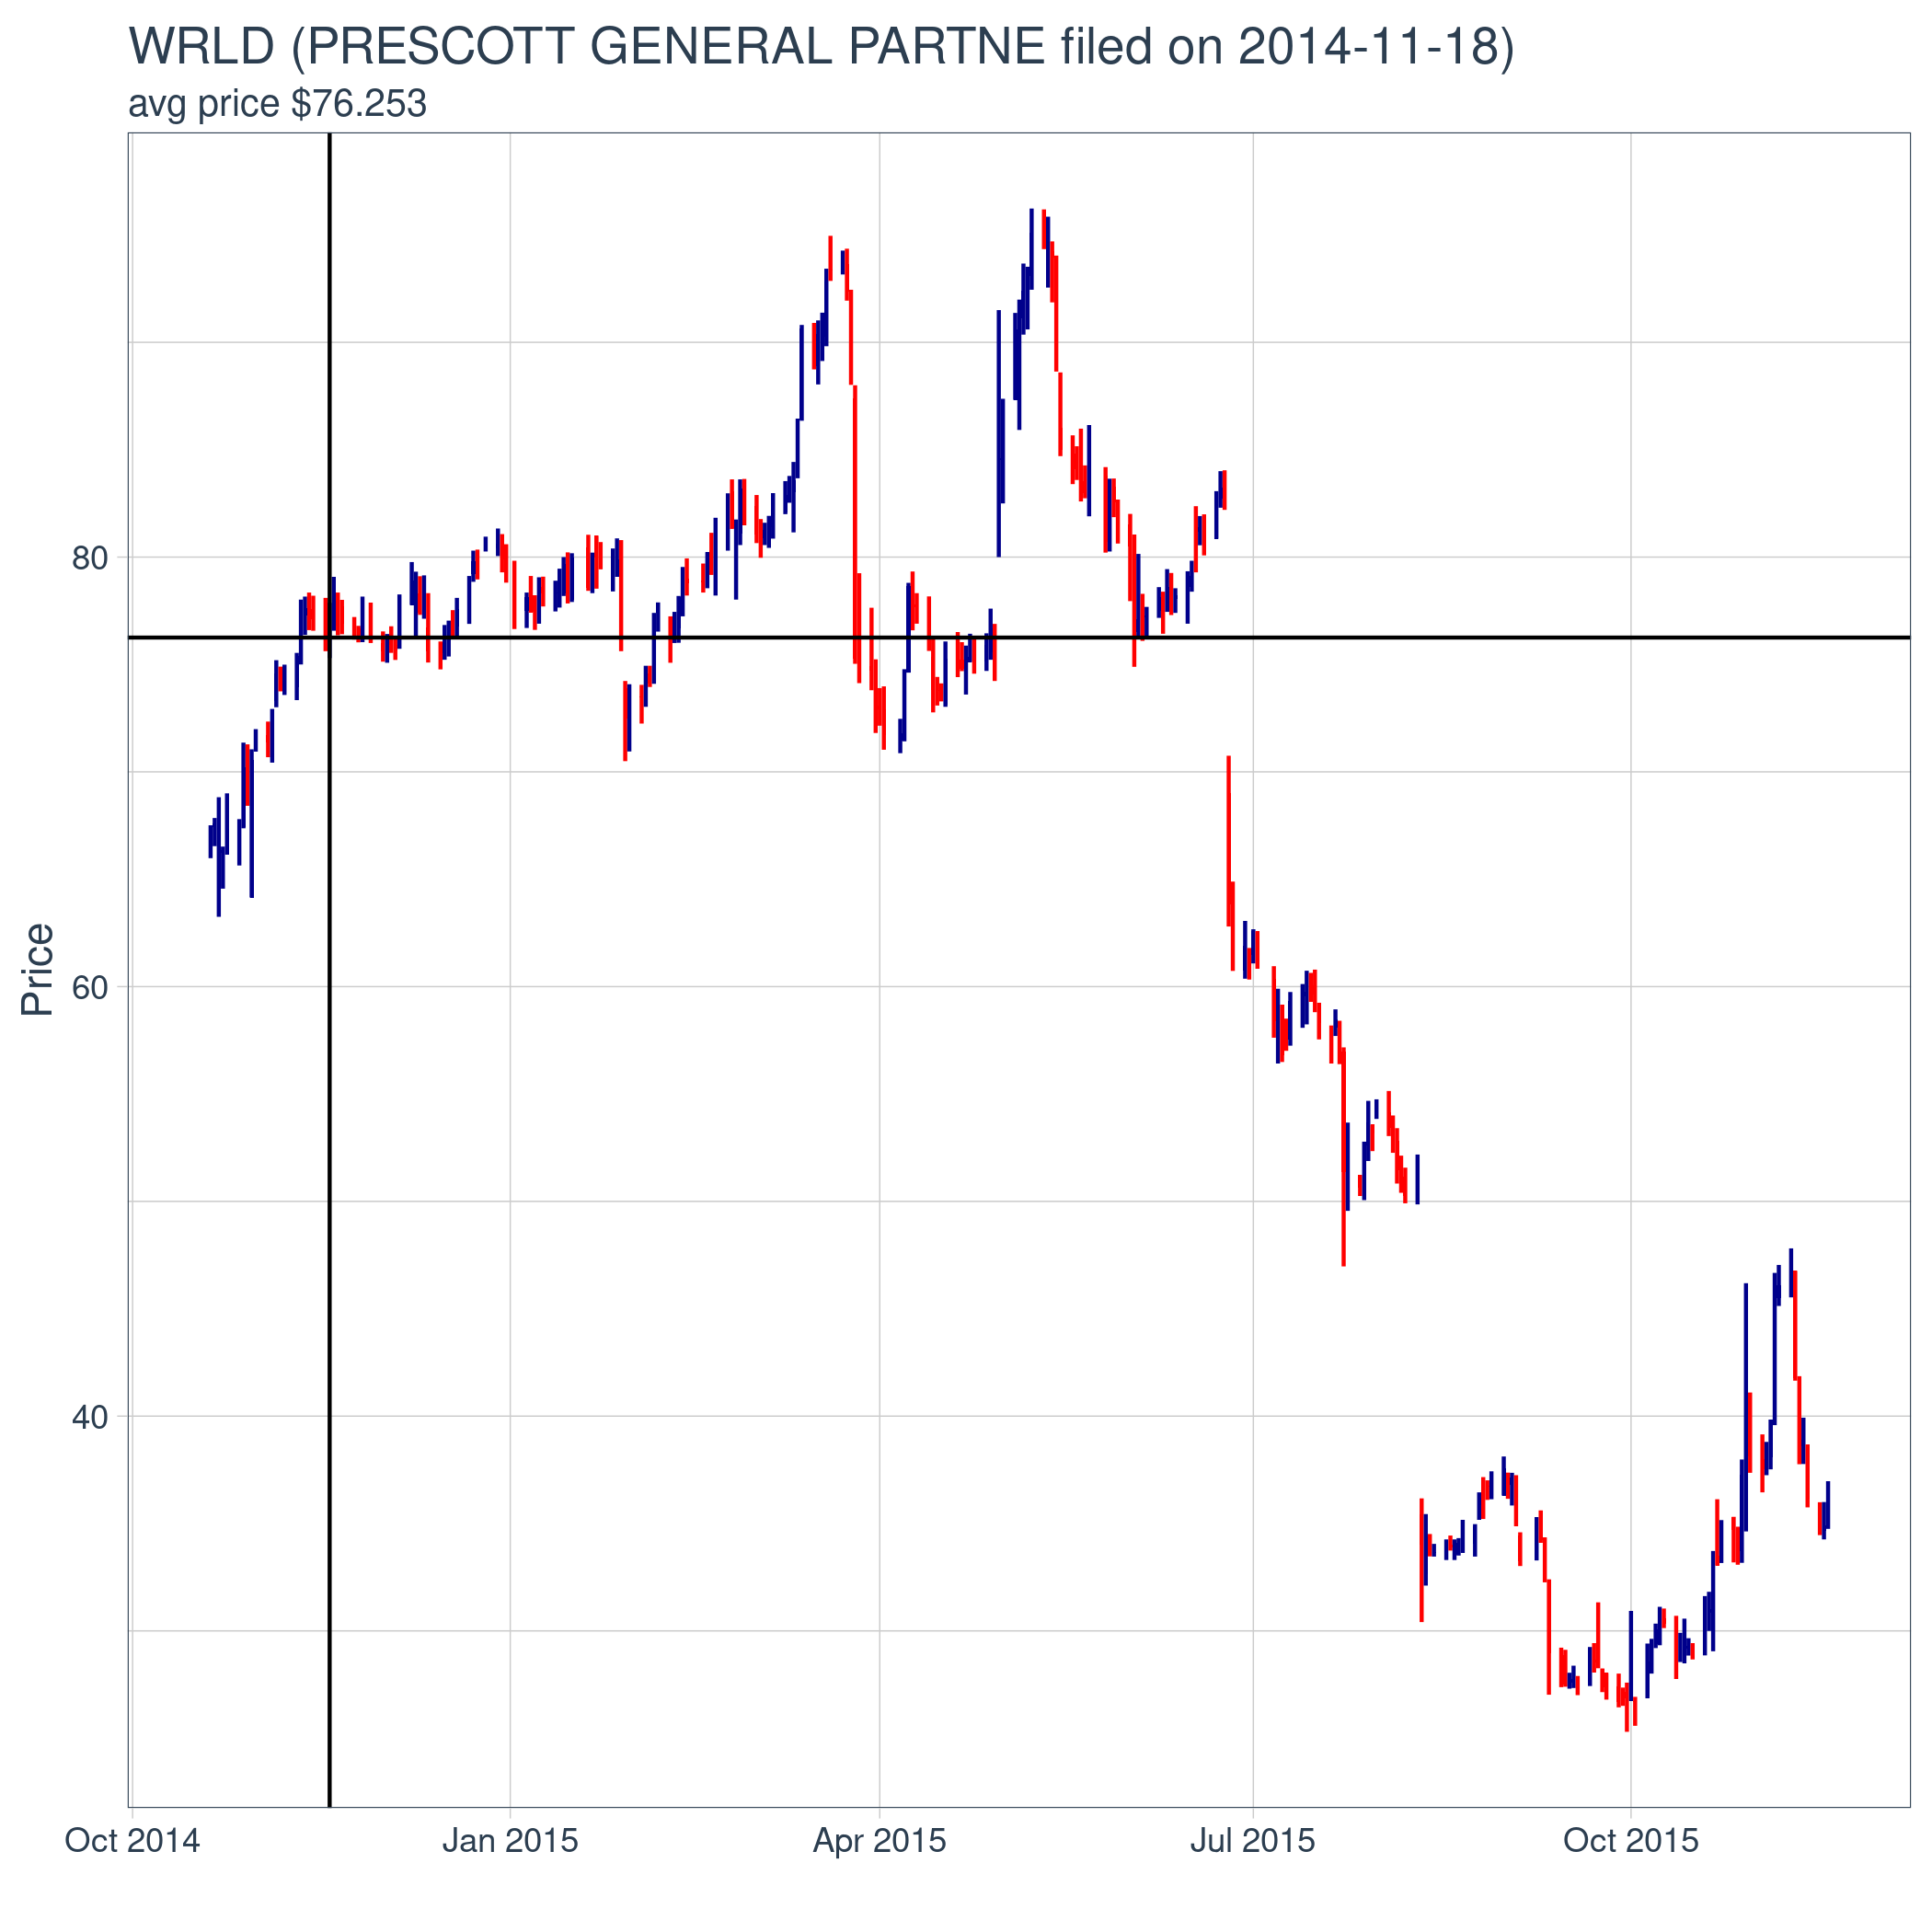 WRLD (PRESCOTT GENERAL PARTNE filed on 2014-11-18)
avg price $76.253
Price
80
60
40
Oct 2014 Jan 2015 Apr 2015 Jul 2015 Oct 2015